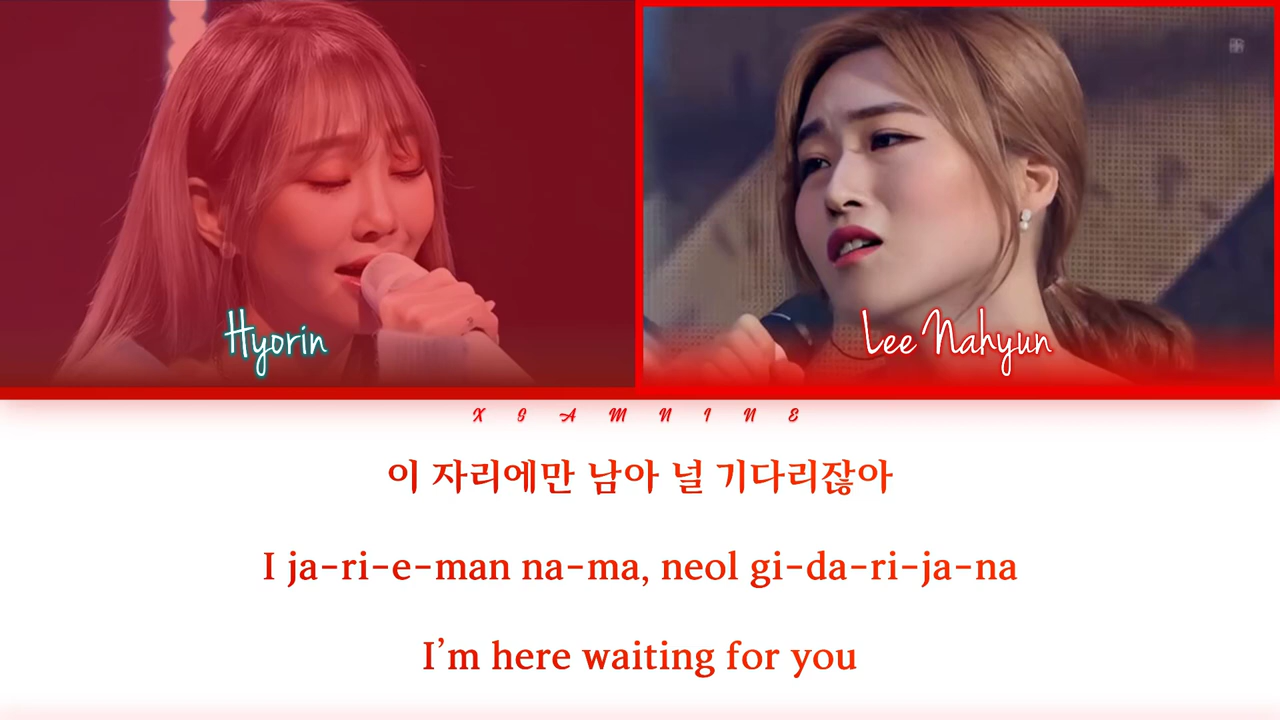 Hyorin
Lee Nahyun
X G A M N I N E
이 자리에만 남아 널 기다리잖아
I ja-ri-e-man na-ma, neol gi-da-ri-ja-na
I'm here waiting for you